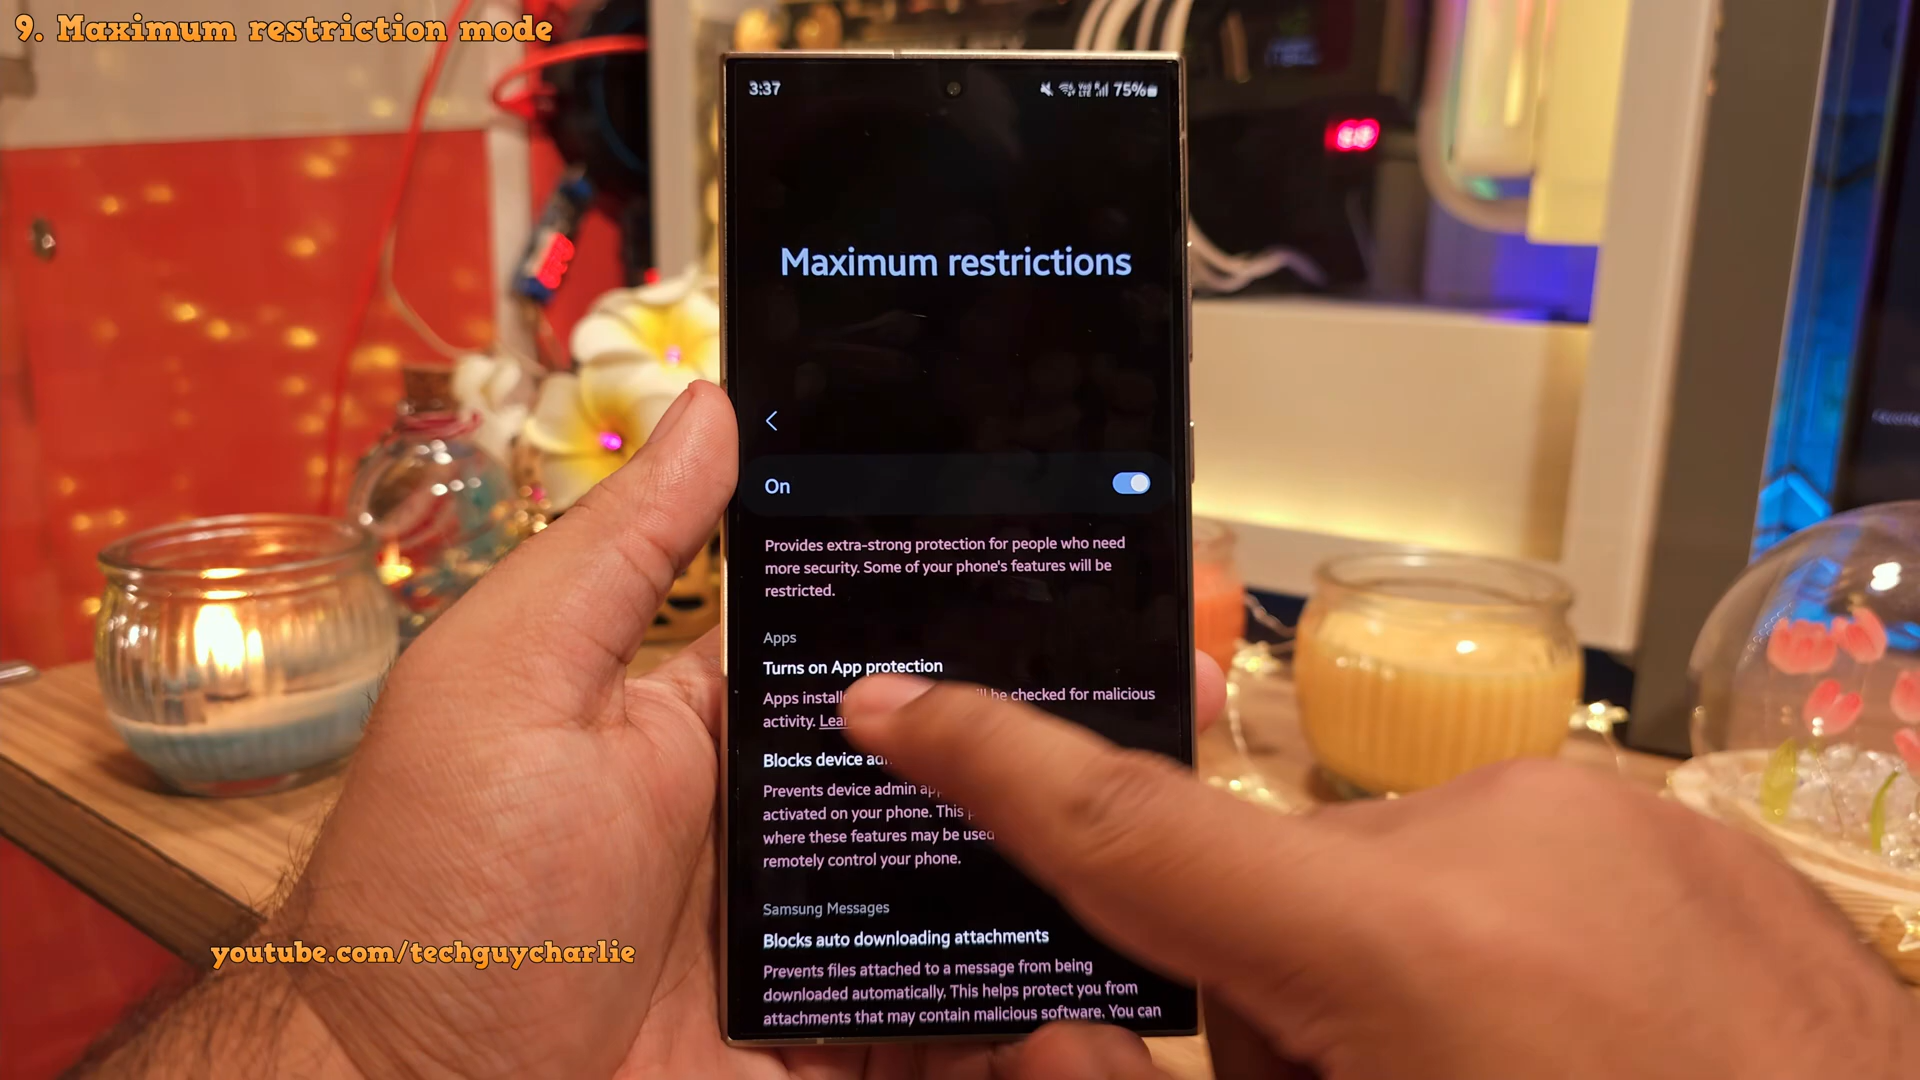 9. Maximum restriction mode
3:37
75%
Maximum restrictions
On
Provides extra-strong protection for people who need
more security. Some of your phone's features will be
restricted.
Apps
Turns on App protection
Apps be checked for malicious
activity.
Blocks device
Prevents device admin
activated on your phone. This
where these features may be used
remotely control your phone.
Samsung Messages
Blocks auto downloading attachments
Prevents files attached to a message from being
downloaded automatically. This helps protect you from
attachments that may contain malicious software. You can
youtube.com/techguycharlie